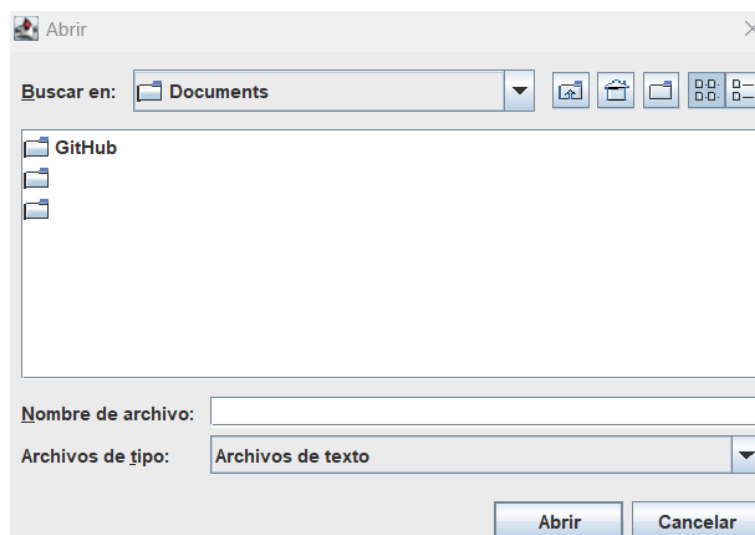 Abrir
Buscar en: Documents
GitHub
Nombre de archivo:
Archivos de tipo: Archivos de texto
Abrir Cancelar